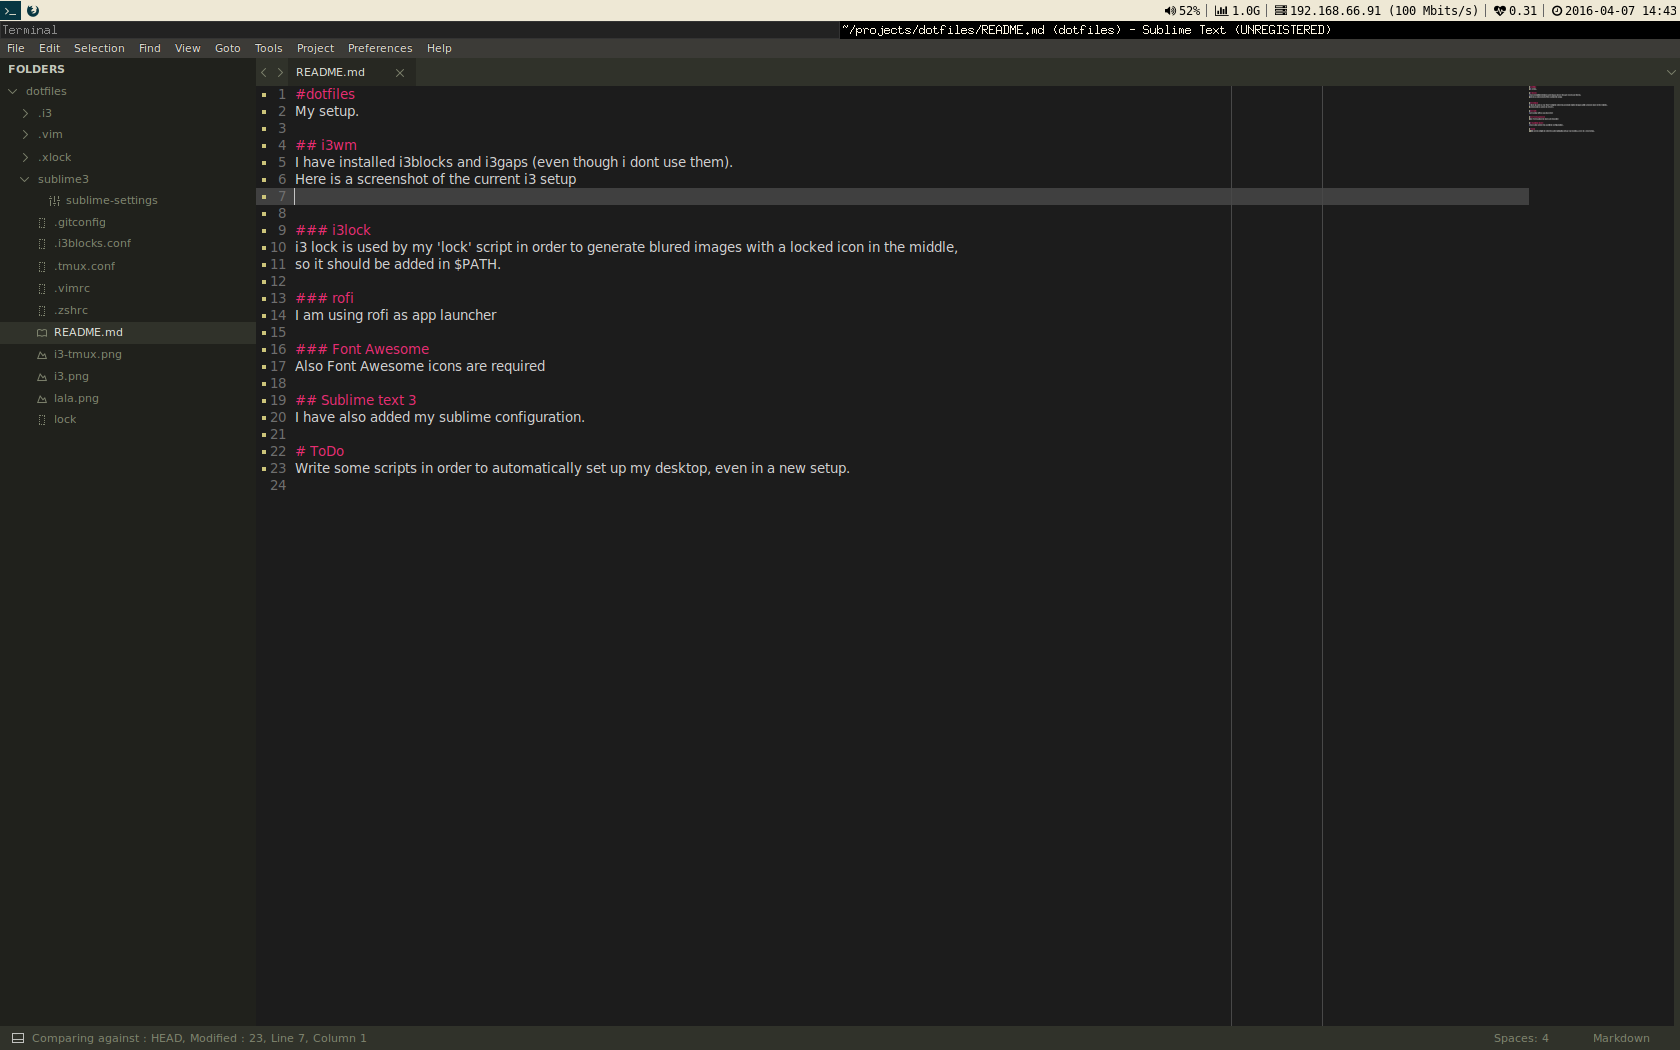 52% 1.0G 192.168.66.91 (100 Mbits/s) 0.31 2016-04-07 14:43
Terminal
~/projects/dotfiles/README.md (dotfiles) - Sublime Text (UNREGISTERED)
File Edit Selection Find View Goto Tools Project Preferences Help
FOLDERS
dotfiles
.i3
.vim
.xlock
sublime3
sublime-settings
.gitconfig
.i3blocks.conf
.tmux.conf
.vimrc
.zshrc
README.md
i3-tmux.png
i3.png
lala.png
lock
README.md
1 #dotfiles
2 My setup.
3
4 ## i3wm
5 I have installed i3blocks and i3gaps (even though i dont use them).
6 Here is a screenshot of the current i3 setup
7
8
9 ### i3lock
10 i3 lock is used by my 'lock' script in order to generate blured images with a locked icon in the middle,
11 so it should be added in $PATH.
12
13 ### rofi
14 I am using rofi as app launcher
15
16 ### Font Awesome
17 Also Font Awesome icons are required
18
19 ## Sublime text 3
20 I have also added my sublime configuration.
21
22 # ToDo
23 Write some scripts in order to automatically set up my desktop, even in a new setup.
24
Comparing against : HEAD, Modified : 23, Line 7, Column 1
Spaces: 4 Markdown